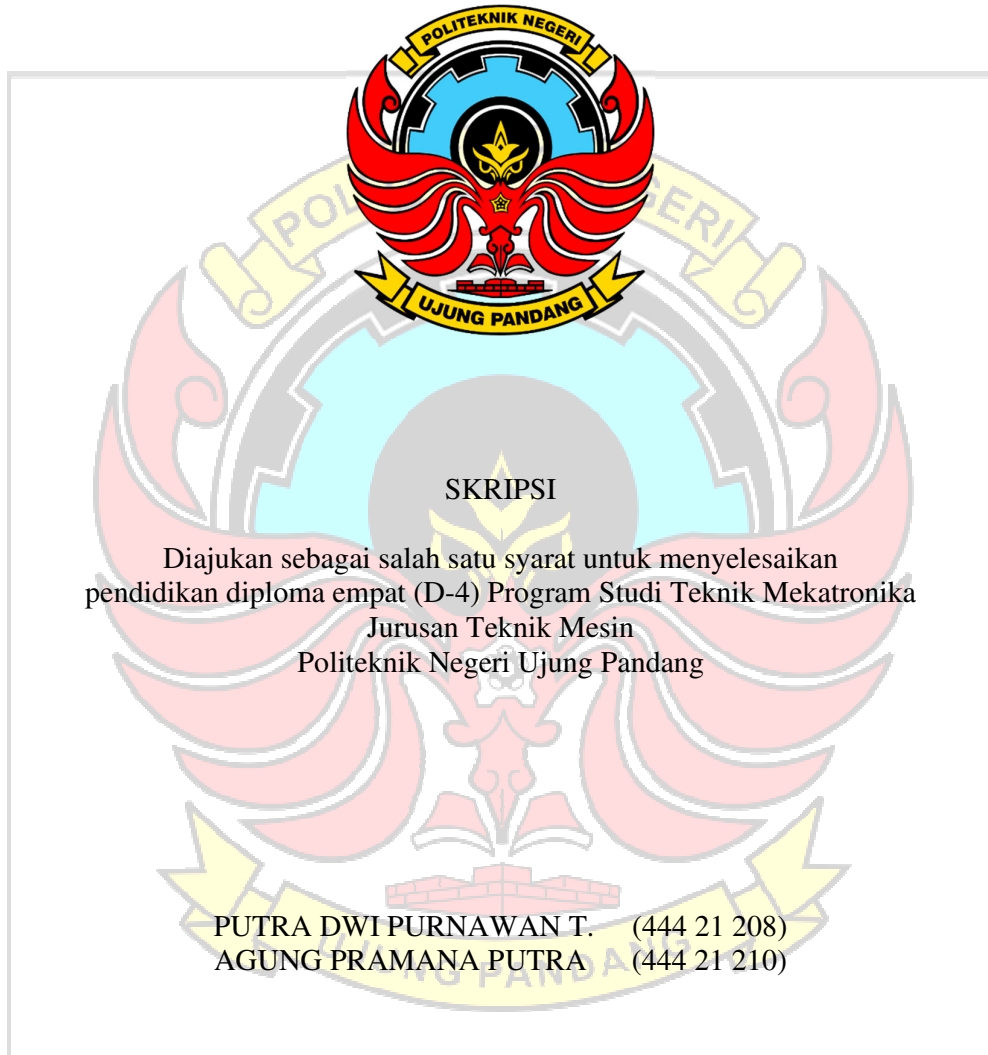 POLITEKNIK NEGERI
UJUNG PANDANG
SKRIPSI
Diajukan sebagai salah satu syarat untuk menyelesaikan
pendidikan diploma empat (D-4) Program Studi Teknik Mekatronika
Jurusan Teknik Mesin
Politeknik Negeri Ujung Pandang
PUTRA DWI PURNAWAN T. (444 21 208)
AGUNG PRAMANA PUTRA (444 21 210)